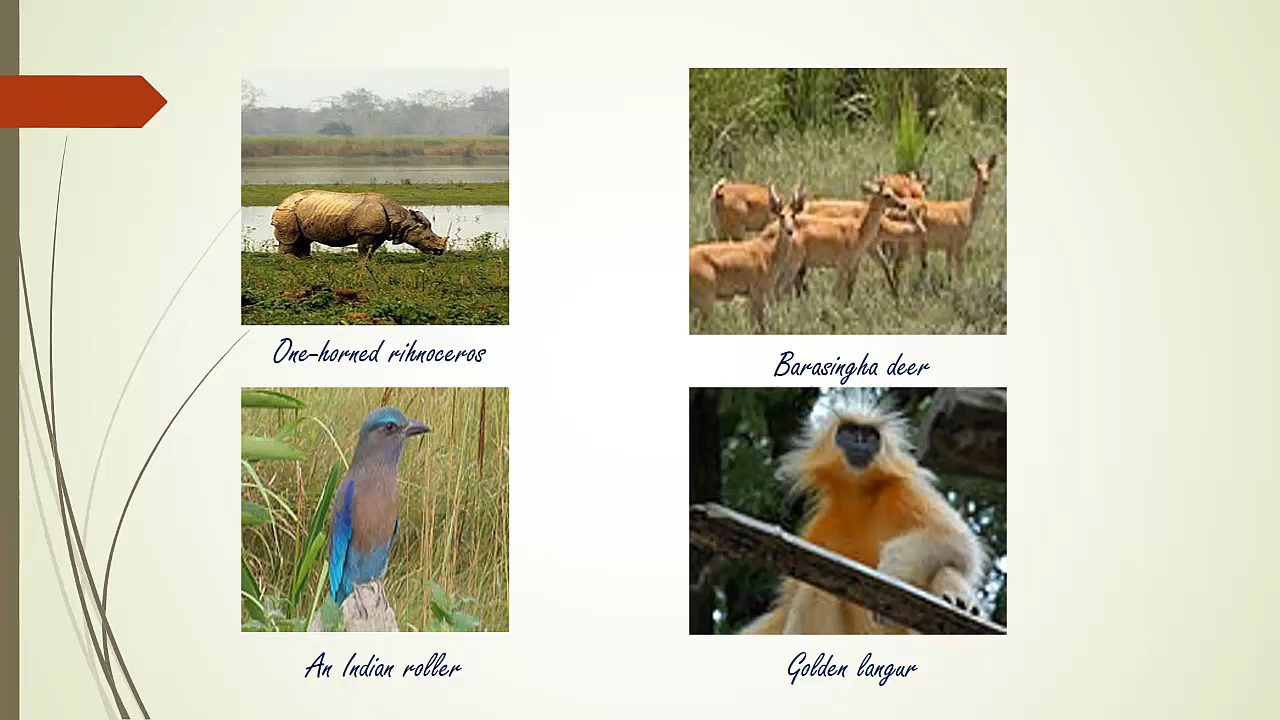 One-horned rihnoceros
Barasingha deer
An Indian roller
Golden langur